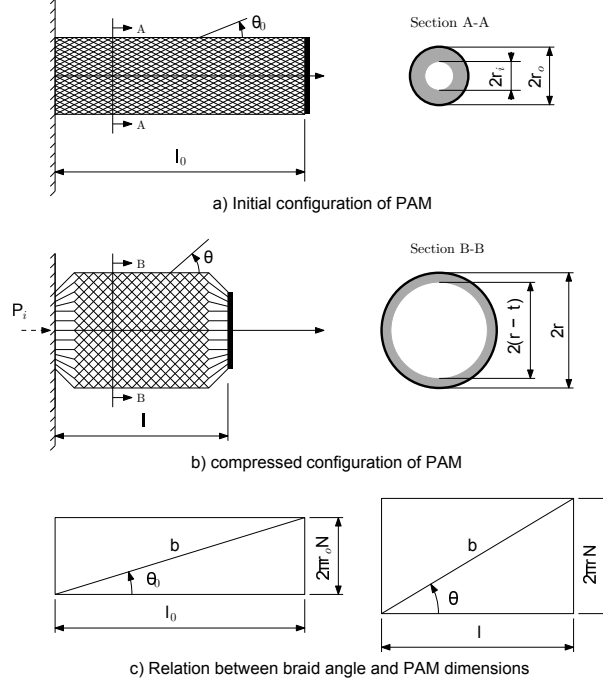 A
θ₀
A
l₀
Section A-A
2rᵢ
2rₒ
a) Initial configuration of PAM
B
θ
Pᵢ
B
l
Section B-B
2(r − t)
2r
b) compressed configuration of PAM
b
θ₀
2πrₒN
l₀
b
θ
2πrN
l
c) Relation between braid angle and PAM dimensions